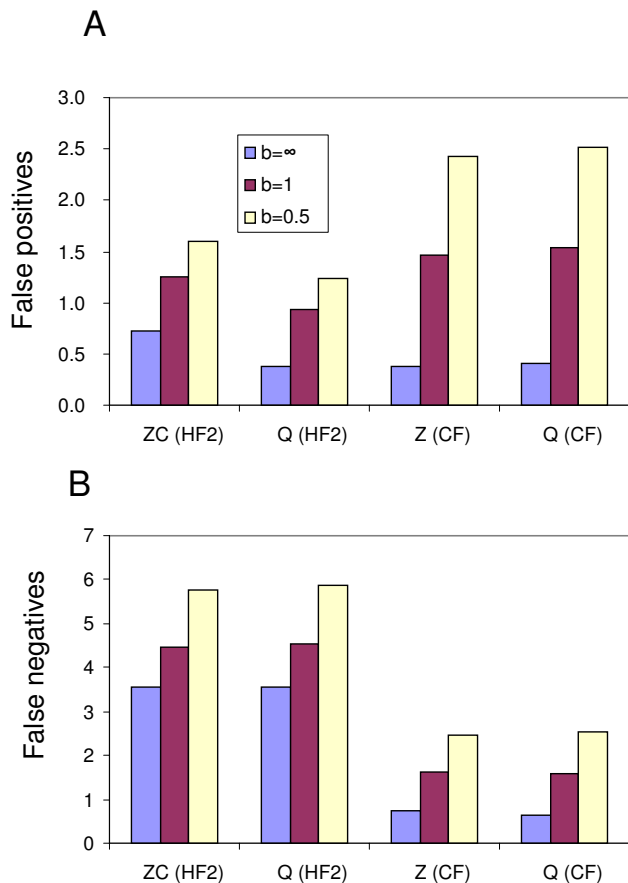 A
3.0
2.5
2.0
1.5
1.0
0.5
0.0
False positives
b=∞
b=1
b=0.5
ZC (HF2) Q (HF2) Z (CF) Q (CF)
B
7
6
5
4
3
2
1
0
False negatives
ZC (HF2) Q (HF2) Z (CF) Q (CF)